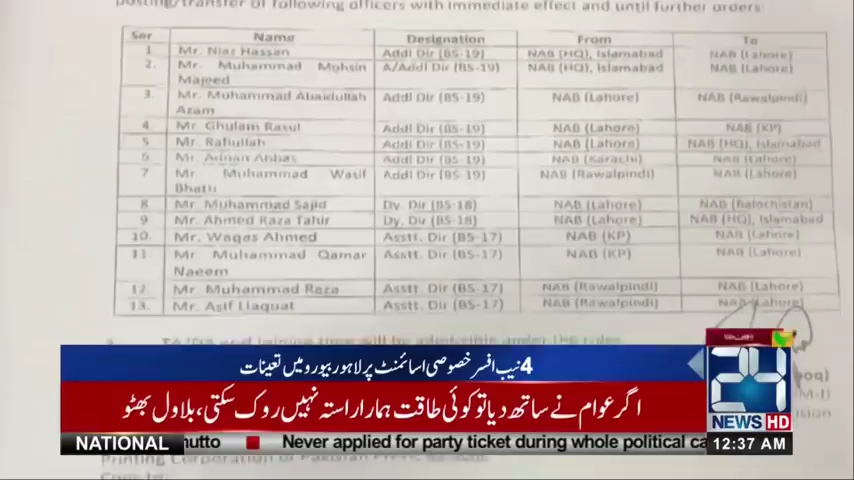 posting/transfer of following officers with immediate effect and until further orders
Ser Name Designation From To
1 Mr. Niaz Hassan Addl Dir (BS-19) NAB (HQ), Islamabad NAB (Lahore)
2. Mr. Muhammad Mohsin Majeed A/Addl Dir (BS-19) NAB (HQ), Islamabad NAB (Lahore)
3. Mr. Muhammad Abaidullah Azam Addl Dir (BS-19) NAB (Lahore) NAB (Rawalpindi)
4 Mr. Ghulam Rasul Addl Dir (BS-19) NAB (Lahore) NAB (KP)
5 Mr. Rafiullah Addl Dir (BS-19) NAB (Lahore) NAB (HQ), Islamabad
6 Mr. Adnan Abbas Addl Dir (BS-19) NAB (Karachi) NAB (Lahore)
7 Mr. Muhammad Wasif Bhatti Addl Dir (BS-19) NAB (Rawalpindi) NAB (Lahore)
8 Mr. Muhammad Sajid Dy. Dir (BS-18) NAB (Lahore) NAB (Balochistan)
9 Mr. Ahmed Raza Tahir Dy. Dir (BS-18) NAB (Lahore) NAB (HQ), Islamabad
10. Mr. Waqas Ahmed Asstt. Dir (BS-17) NAB (KP) NAB (Lahore)
11. Mr. Muhammad Qamar Naeem Asstt. Dir (BS-17) NAB (KP) NAB (Lahore)
12. Mr. Muhammad Raza Asstt. Dir (BS-17) NAB (Rawalpindi) NAB (Lahore)
13. Mr. Asif Liaquat Asstt. Dir (BS-17) NAB (Rawalpindi) NAB (Lahore)
4 نیب افسر خصوصی اسائمنٹ پر لاہور بیورو میں تعینات
اگر عوام نے ساتھ دیا تو کوئی طاقت ہمارا راستہ نہیں روک سکتی، بلاول بھٹو
24 NEWS HD
NATIONAL mutto Never applied for party ticket during whole political ca 12:37 AM
Printing Corporation of Pakistan